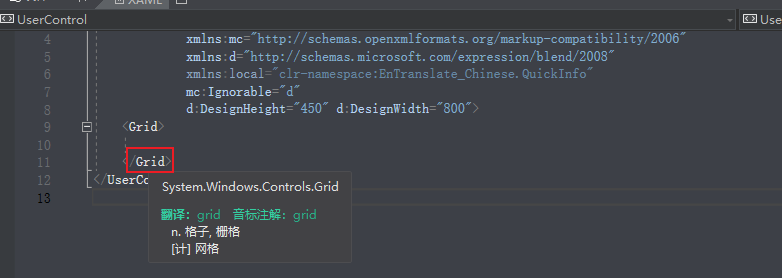 XAML
UserControl
Use
4 xmlns:mc="http://schemas.openxmlformats.org/markup-compatibility/2006"
5 xmlns:d="http://schemas.microsoft.com/expression/blend/2008"
6 xmlns:local="clr-namespace:EnTranslate_Chinese.QuickInfo"
7 mc:Ignorable="d"
8 d:DesignHeight="450" d:DesignWidth="800">
9 <Grid>
10
11 </Grid>
12 </UserCo
13
System.Windows.Controls.Grid
翻译：grid 音标注解：grid
n. 格子, 栅格
[计] 网格